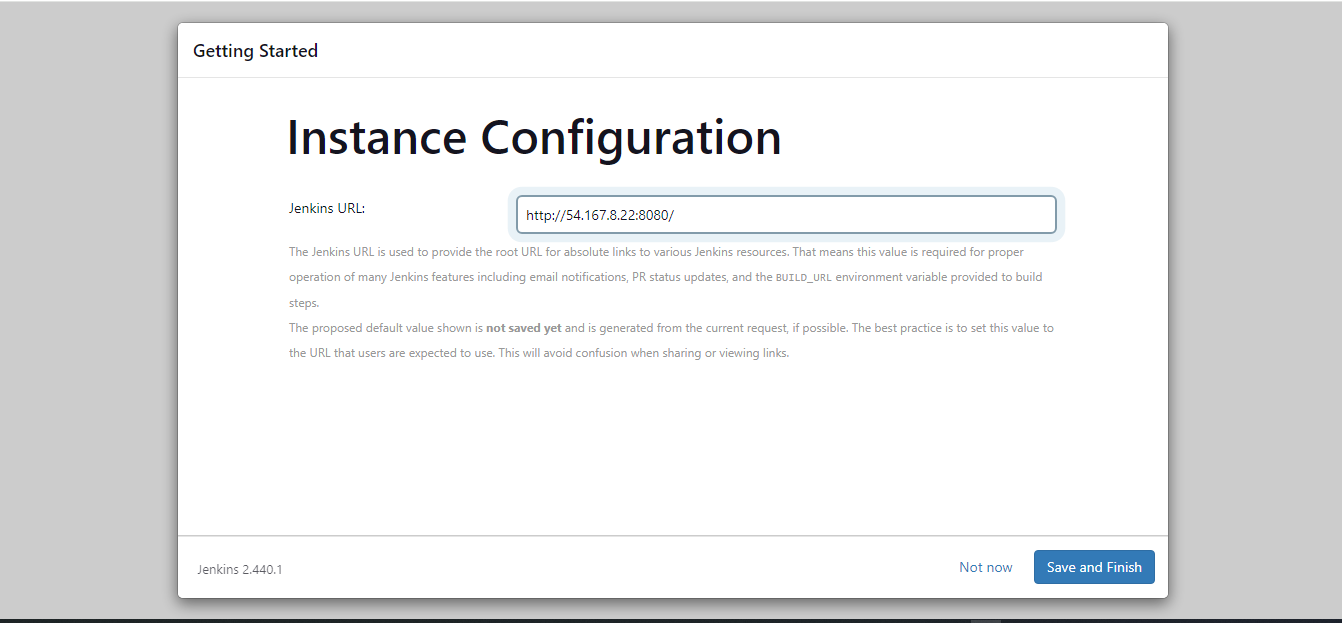 Getting Started
Instance Configuration
Jenkins URL:
http://54.167.8.22:8080/
The Jenkins URL is used to provide the root URL for absolute links to various Jenkins resources. That means this value is required for proper
operation of many Jenkins features including email notifications, PR status updates, and the BUILD_URL environment variable provided to build
steps.
The proposed default value shown is not saved yet and is generated from the current request, if possible. The best practice is to set this value to
the URL that users are expected to use. This will avoid confusion when sharing or viewing links.
Jenkins 2.440.1
Not now
Save and Finish